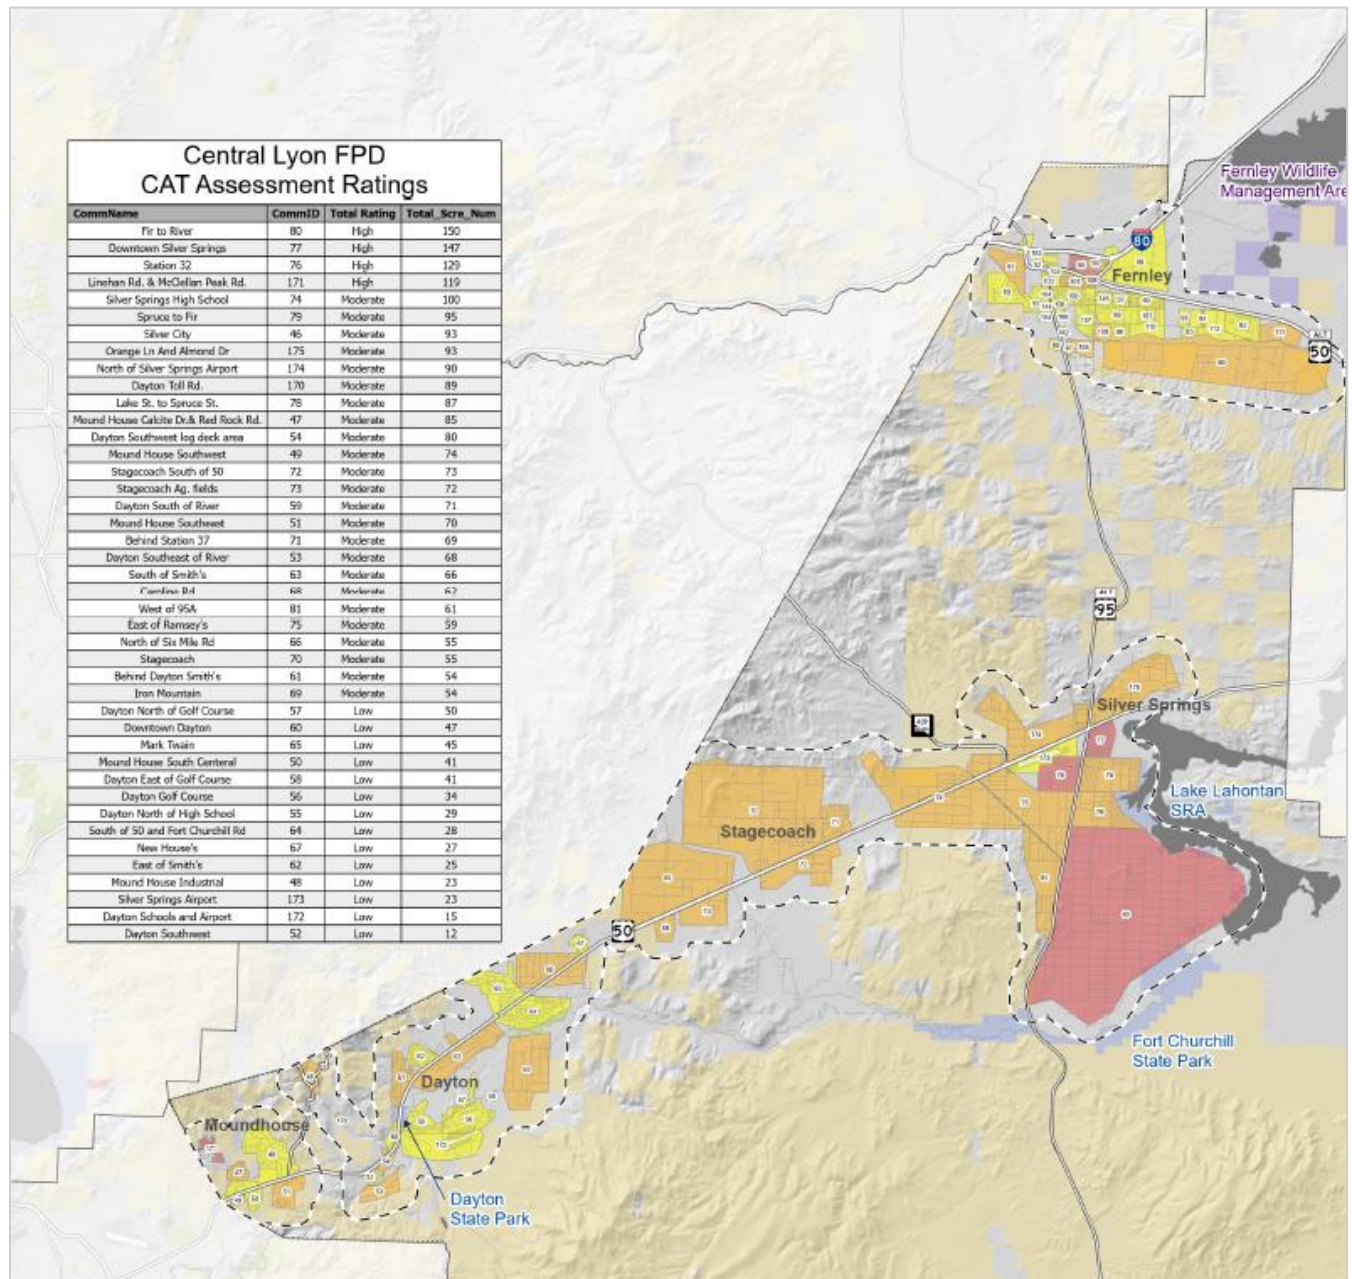 Central Lyon FPD
CAT Assessment Ratings
CommName CommID Total Rating Total_Scre_Num
Fir to River 80 High 150
Downtown Silver Springs 77 High 147
Station 32 76 High 129
Linehan Rd. & McClellan Peak Rd. 171 High 119
Silver Springs High School 74 Moderate 100
Spruce to Fir 79 Moderate 95
Silver City 46 Moderate 93
Orange Ln And Almond Dr 175 Moderate 93
North of Silver Springs Airport 174 Moderate 90
Dayton Toll Rd. 170 Moderate 89
Lake St. to Spruce St. 78 Moderate 87
Mound House Calcite Dr.& Red Rock Rd. 47 Moderate 85
Dayton Southwest log deck area 54 Moderate 80
Mound House Southwest 49 Moderate 74
Stagecoach South of 50 72 Moderate 73
Stagecoach Ag. fields 73 Moderate 72
Dayton South of River 59 Moderate 71
Mound House Southeast 51 Moderate 70
Behind Station 37 71 Moderate 69
Dayton Southeast of River 53 Moderate 68
South of Smith's 63 Moderate 66
Caroline Rd 68 Moderate 62
West of 95A 81 Moderate 61
East of Ramsey's 75 Moderate 59
North of Six Mile Rd 66 Moderate 55
Stagecoach 70 Moderate 55
Behind Dayton Smith's 61 Moderate 54
Iron Mountain 69 Moderate 54
Dayton North of Golf Course 57 Low 50
Downtown Dayton 60 Low 47
Mark Twain 65 Low 45
Mound House South Centeral 50 Low 41
Dayton East of Golf Course 58 Low 41
Dayton Golf Course 56 Low 34
Dayton North of High School 55 Low 29
South of 50 and Fort Churchill Rd 64 Low 28
New House's 67 Low 27
East of Smith's 62 Low 25
Mound House Industrial 48 Low 23
Silver Springs Airport 173 Low 23
Dayton Schools and Airport 172 Low 15
Dayton Southwest 52 Low 12
Fernley Wildlife
Management Are
80
Fernley
ALT
50
ALT
95
Silver Springs
Lake Lahontan
SRA
Stagecoach
50
Fort Churchill
State Park
Dayton
Moundhouse
Dayton
State Park